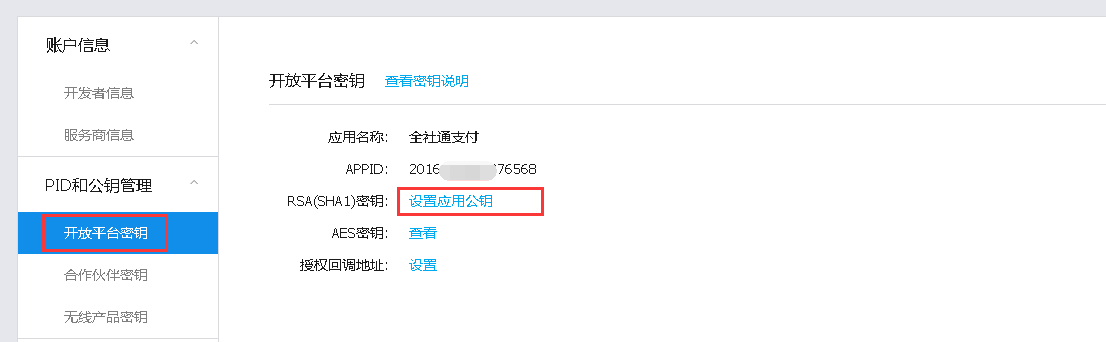 账户信息
开发者信息
服务商信息
PID和公钥管理
开放平台密钥
合作伙伴密钥
无线产品密钥
开放平台密钥 查看密钥说明
应用名称: 全社通支付
APPID: 2016 76568
RSA(SHA1)密钥: 设置应用公钥
AES密钥: 查看
授权回调地址: 设置